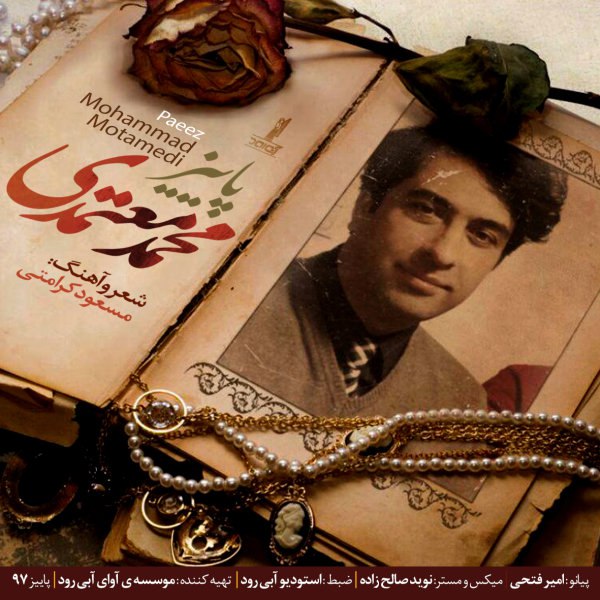 Paeez
Mohammad
Motamedi
پاییز
محمد معتمدی
شعر و آهنگ:
مسعود کرامتی
پیانو: امیر فتحی | میکس و مستر: نوید صالح زاده | ضبط: استودیو آبی رود | تهیه کننده: موسسه ی آوای آبی رود | پاییز ۹۷